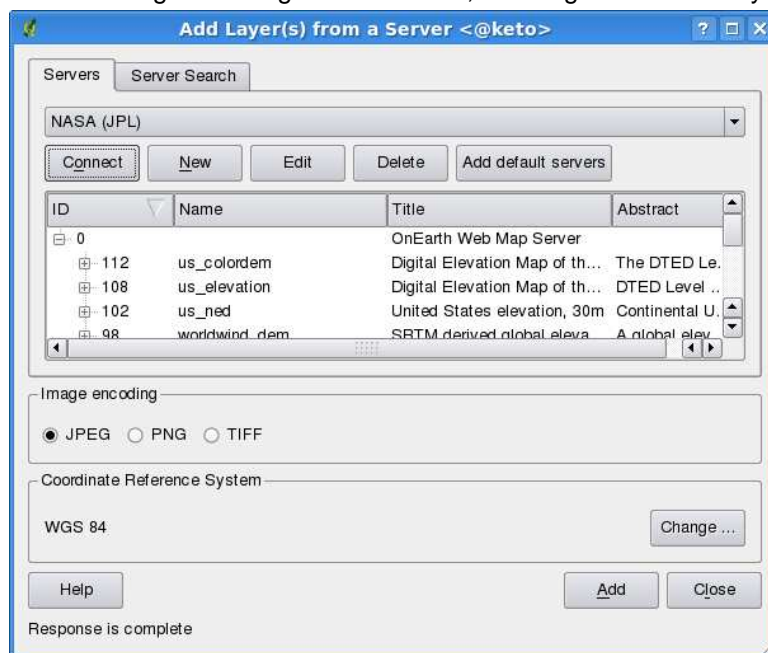 Add Layer(s) from a Server <@keto>
Servers Server Search
NASA (JPL)
Connect New Edit Delete Add default servers
ID Name Title Abstract
0 OnEarth Web Map Server
112 us_colordem Digital Elevation Map of th... The DTED Le.
108 us_elevation Digital Elevation Map of th... DTED Level ..
102 us_ned United States elevation, 30m Continental U.
98 worldwind_dem SRTM derived global eleva A global elev
Image encoding
JPEG PNG TIFF
Coordinate Reference System
WGS 84 Change ...
Help Add Close
Response is complete